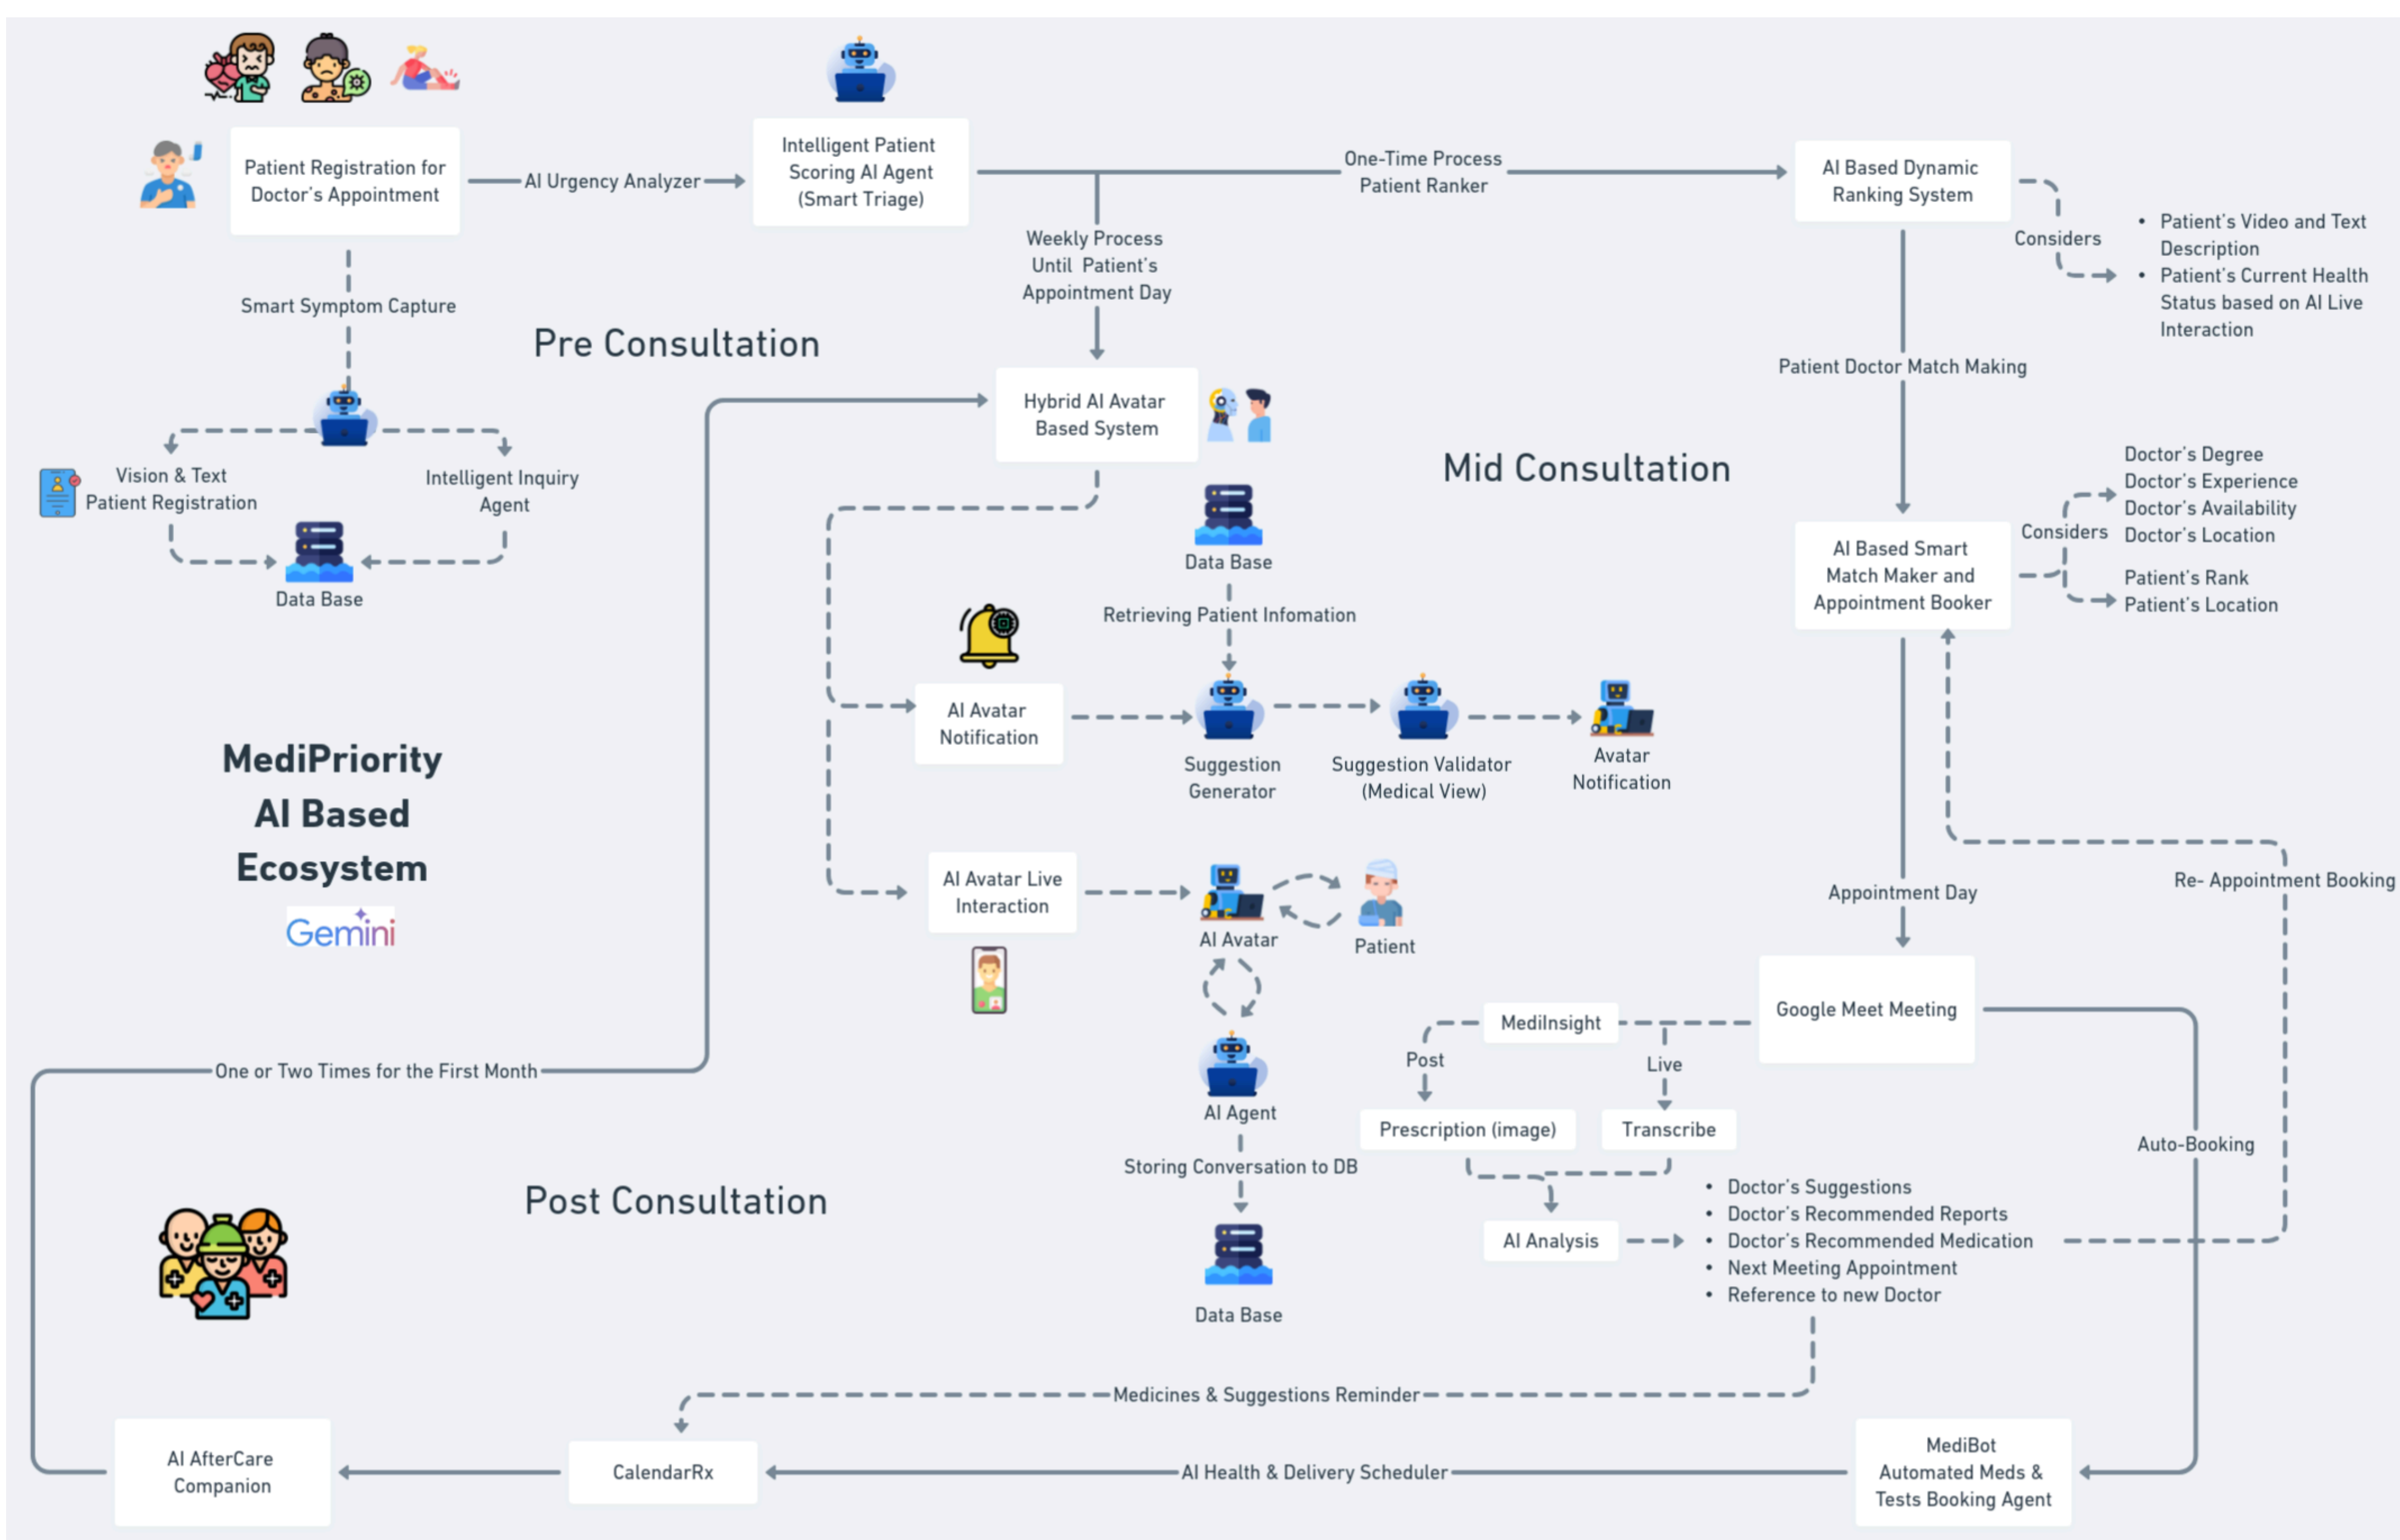 Patient Registration for
Doctor's Appointment
AI Urgency Analyzer
Intelligent Patient
Scoring AI Agent
(Smart Triage)
One-Time Process
Patient Ranker
AI Based Dynamic
Ranking System
Considers
• Patient's Video and Text
Description
• Patient's Current Health
Status based on AI Live
Interaction
Smart Symptom Capture
Weekly Process
Until Patient's
Appointment Day
Pre Consultation
Patient Doctor Match Making
Vision & Text
Patient Registration
Intelligent Inquiry
Agent
Data Base
Hybrid AI Avatar
Based System
Mid Consultation
Data Base
Retrieving Patient Infomation
AI Based Smart
Match Maker and
Appointment Booker
Considers
Doctor's Degree
Doctor's Experience
Doctor's Availability
Doctor's Location
Patient's Rank
Patient's Location
AI Avatar
Notification
Suggestion
Generator
Suggestion Validator
(Medical View)
Avatar
Notification
MediPriority
AI Based
Ecosystem
Gemini
AI Avatar Live
Interaction
AI Avatar
Patient
Appointment Day
Re- Appointment Booking
Google Meet Meeting
MediInsight
Post
Live
Prescription (image)
Transcribe
AI Agent
Storing Conversation to DB
Data Base
AI Analysis
• Doctor's Suggestions
• Doctor's Recommended Reports
• Doctor's Recommended Medication
• Next Meeting Appointment
• Reference to new Doctor
Auto-Booking
One or Two Times for the First Month
Post Consultation
Medicines & Suggestions Reminder
AI AfterCare
Companion
CalendarRx
AI Health & Delivery Scheduler
MediBot
Automated Meds &
Tests Booking Agent